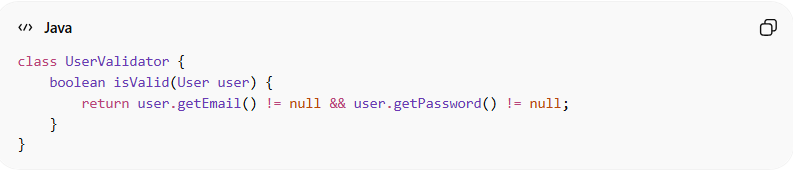 Java
class UserValidator {
    boolean isValid(User user) {
        return user.getEmail() != null && user.getPassword() != null;
    }
}